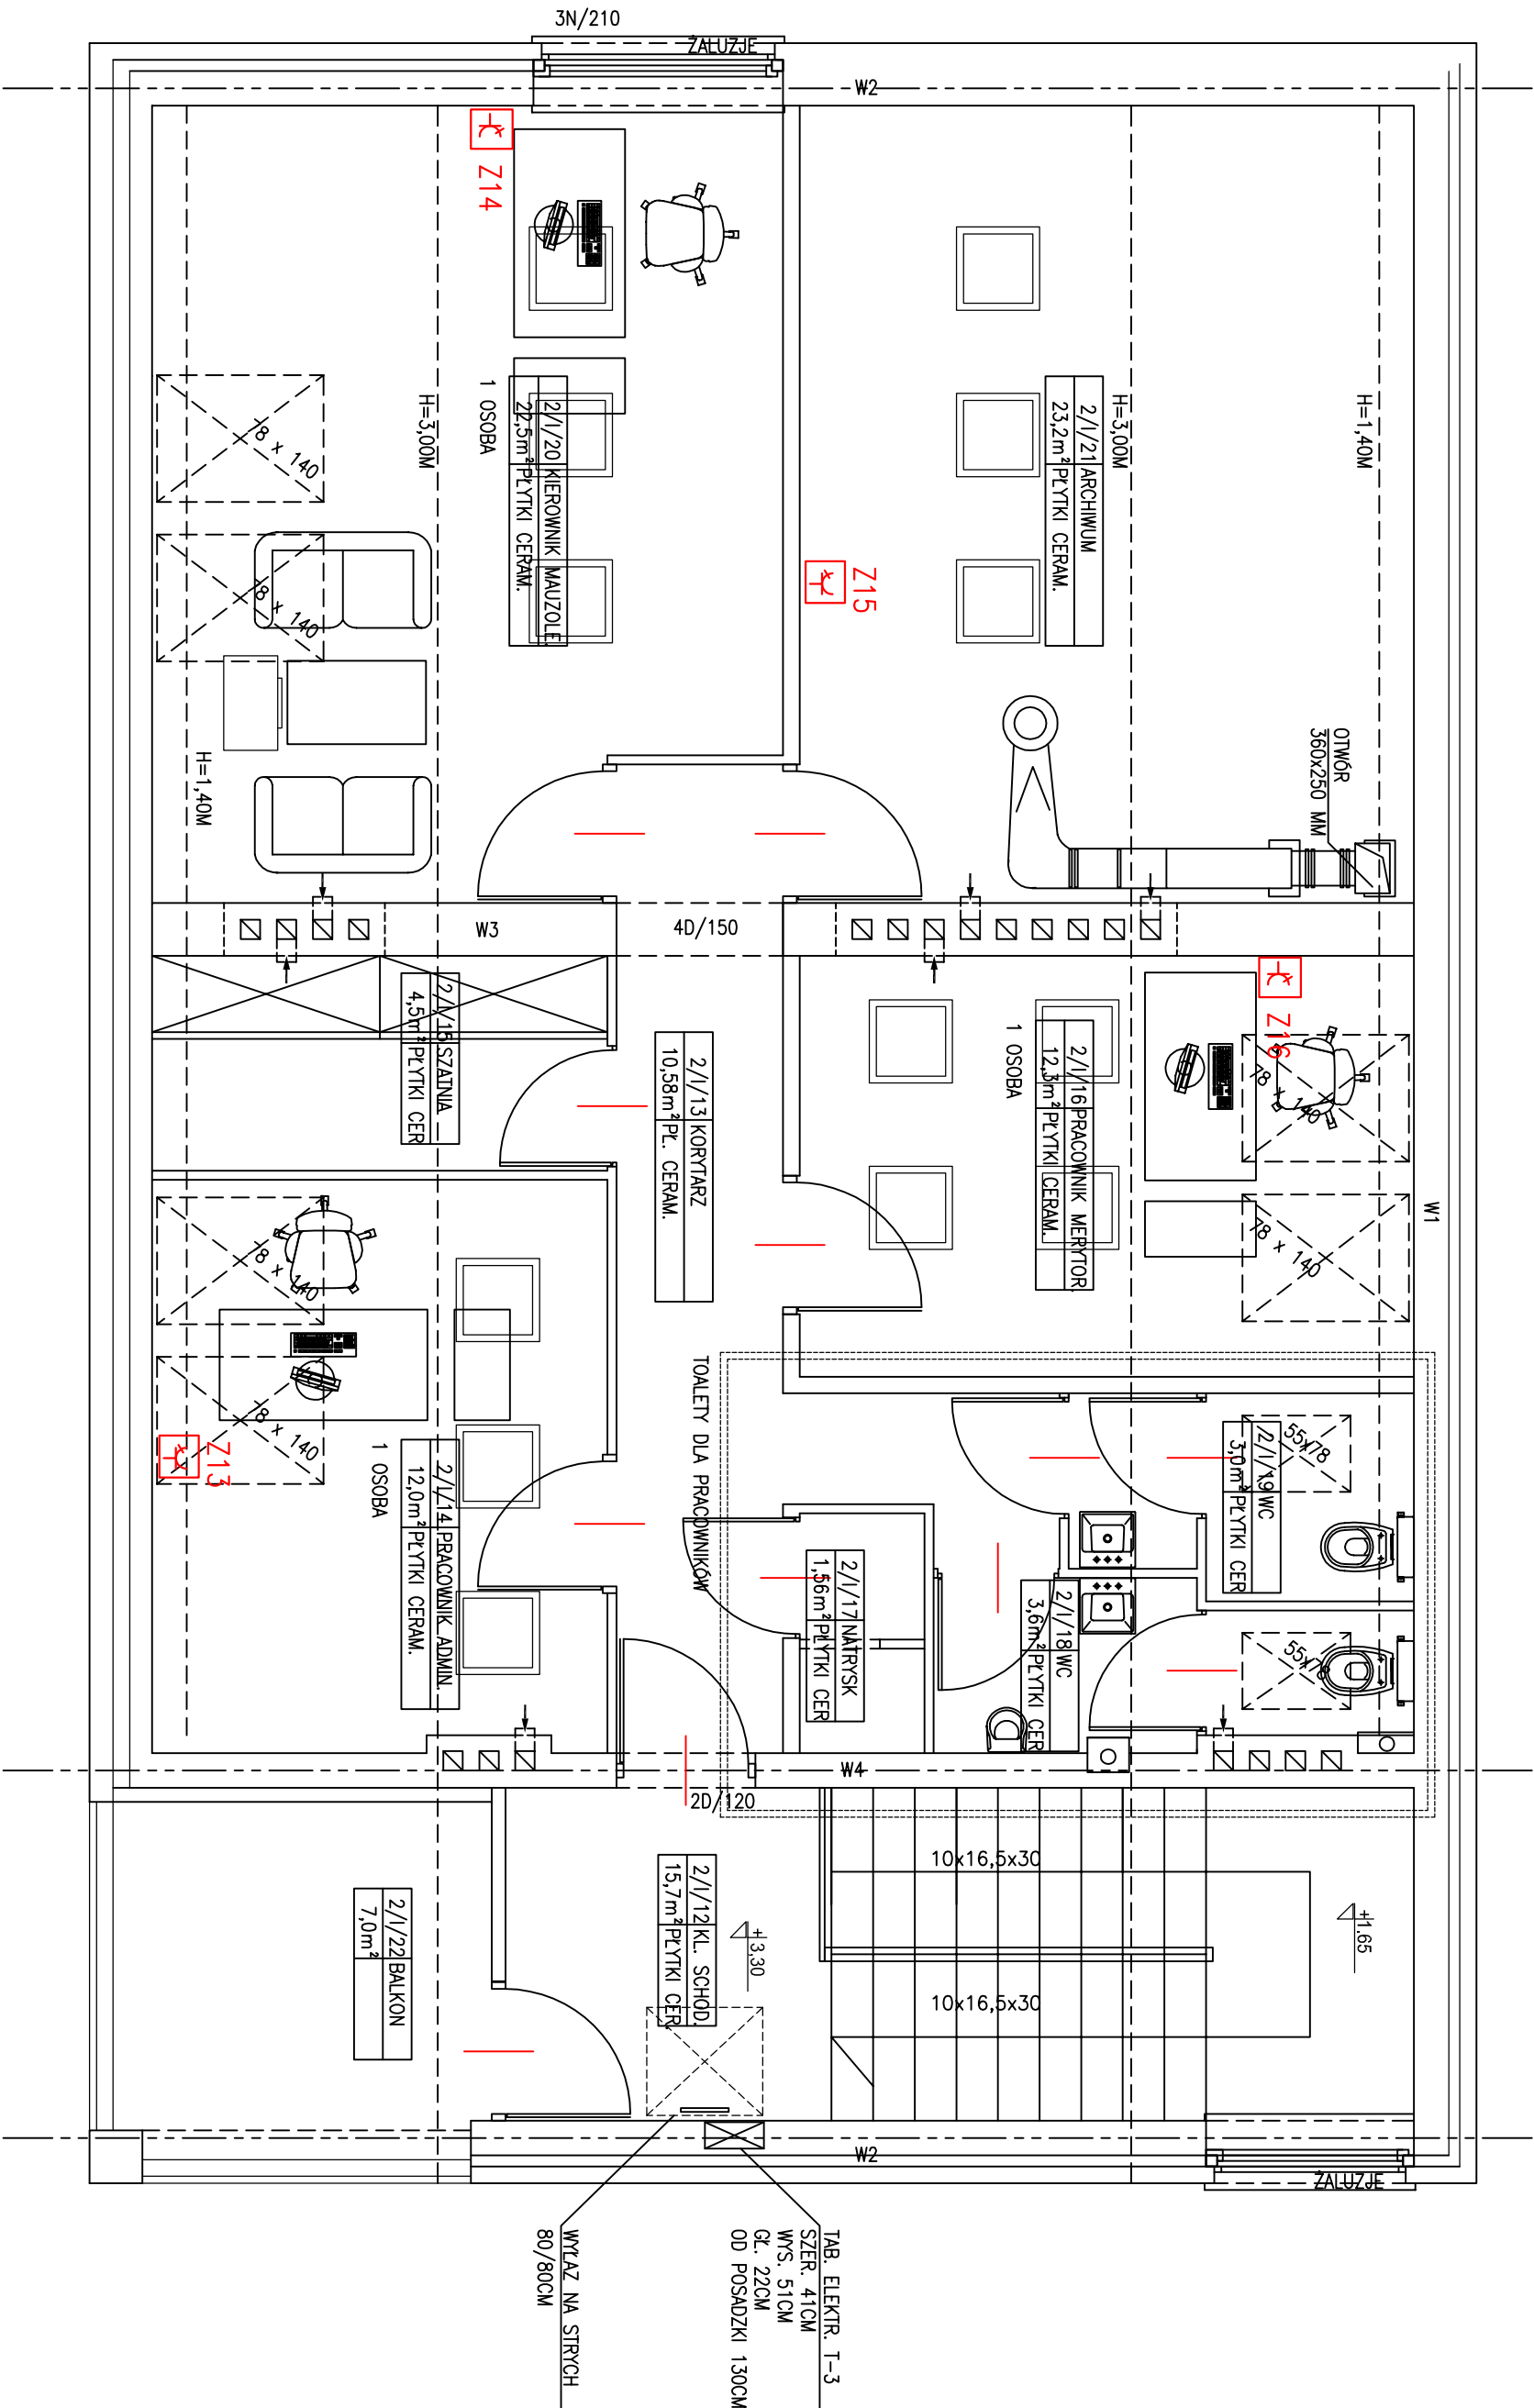 3N/210
ŻALUZJE
W2
Z14
H=1,40M
H=3,00M
2/I/21 ARCHIWUM
23,2m² PŁYTKI CERAM.
2/I/20 KIEROWNIK MAUZOLE.
22,5m² PŁYTKI CERAM.
1 OSOBA
H=3,00M
78 x 140
78 x 140
Z15
OTWÓR
360x250 MM
H=1,40M
W3
4D/150
Z16
2/I/15 SZATNIA
4,5m² PŁYTKI CER
2/I/13 KORYTARZ
10,58m² PŁ. CERAM.
2/I/16 PRACOWNIK MERYTOR.
12,3m² PŁYTKI CERAM.
1 OSOBA
78 x 140
78 x 140
W1
78 x 140
78 x 140
Z13
2/I/14 PRACOWNIK ADMIN.
12,0m² PŁYTKI CERAM.
1 OSOBA
TOALETY DLA PRACOWNIKÓW
2/I/19 WC
3,0m² PŁYTKI CER
55x78
2/I/17 NATRYSK
1,56m² PŁYTKI CER
2/I/18 WC
3,6m² PŁYTKI CER
55x78
W4
2D/120
2/I/12 KL. SCHOD.
15,7m² PŁYTKI CER.
+3,30
10x16,5x30
10x16,5x30
+1.65
2/I/22 BALKON
7,0m²
W2
ŻALUZJE
TAB. ELEKTR. T-3
SZER. 41CM
WYS. 51CM
GŁ. 22CM
OD POSADZKI 130CM
WYŁAZ NA STRYCH
80/80CM